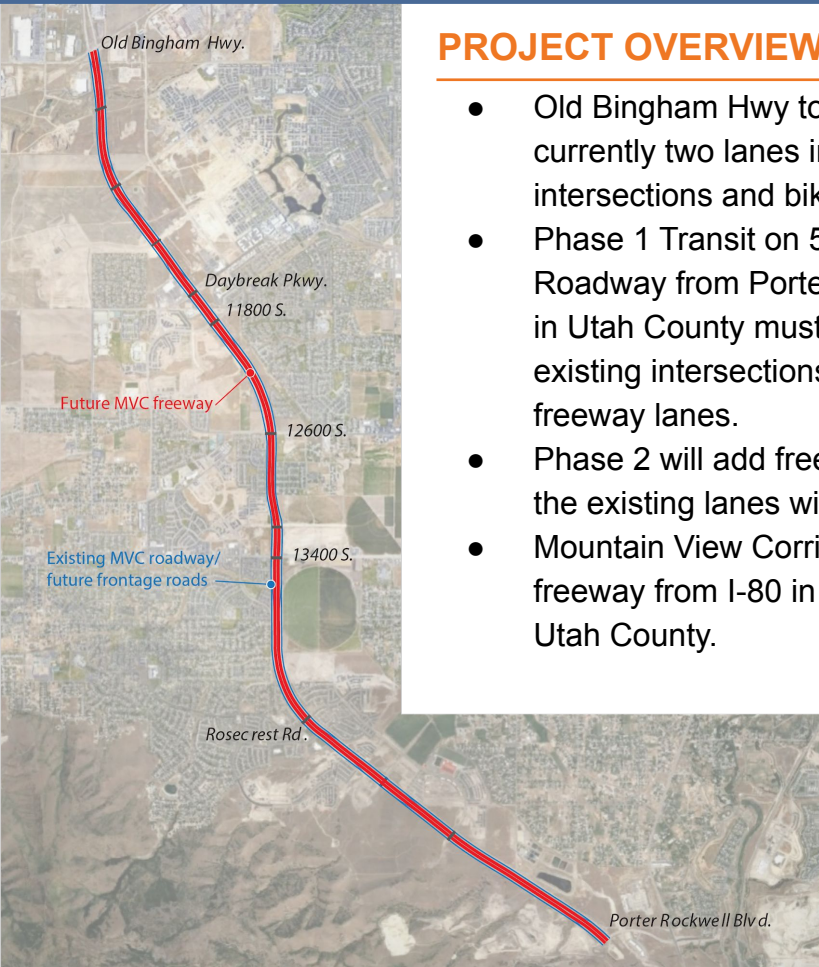 Old Bingham Hwy.
Daybreak Pkwy.
11800 S.
Future MVC freeway
12600 S.
13400 S.
Existing MVC roadway/
future frontage roads
Rosecrest Rd.
Porter Rockwell Blvd.
PROJECT OVERVIEW
● Old Bingham Hwy to
currently two lanes i
intersections and bik
● Phase 1 Transit on 5
Roadway from Porte
in Utah County must
existing intersections
freeway lanes.
● Phase 2 will add free
the existing lanes wi
● Mountain View Corri
freeway from I-80 in
Utah County.